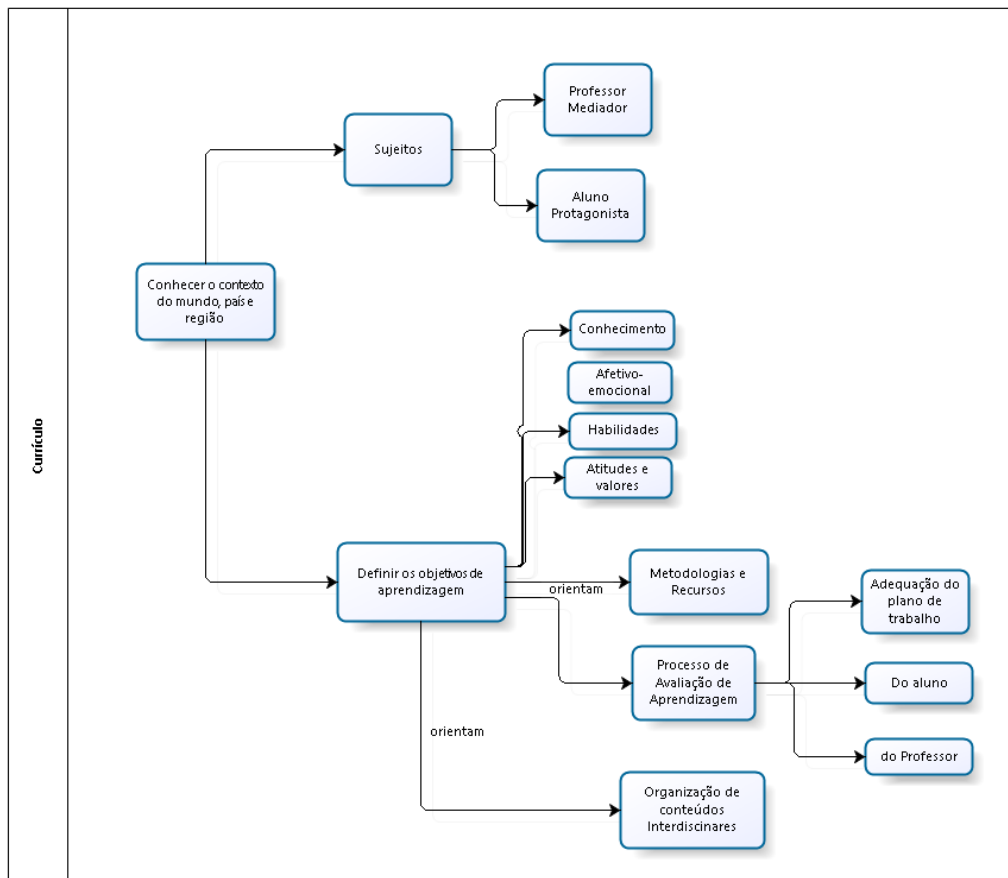 Currículo
Conhecer o contexto
do mundo, país e
região
Sujeitos
Professor
Mediador
Aluno
Protagonista
Definir os objetivos de
aprendizagem
Conhecimento
Afetivo-
emocional
Habilidades
Atitudes e
valores
orientam
Metodologias e
Recursos
Processo de
Avaliação de
Aprendizagem
Adequação do
plano de
trabalho
Do aluno
do Professor
orientam
Organização de
conteúdos
Interdiscinares